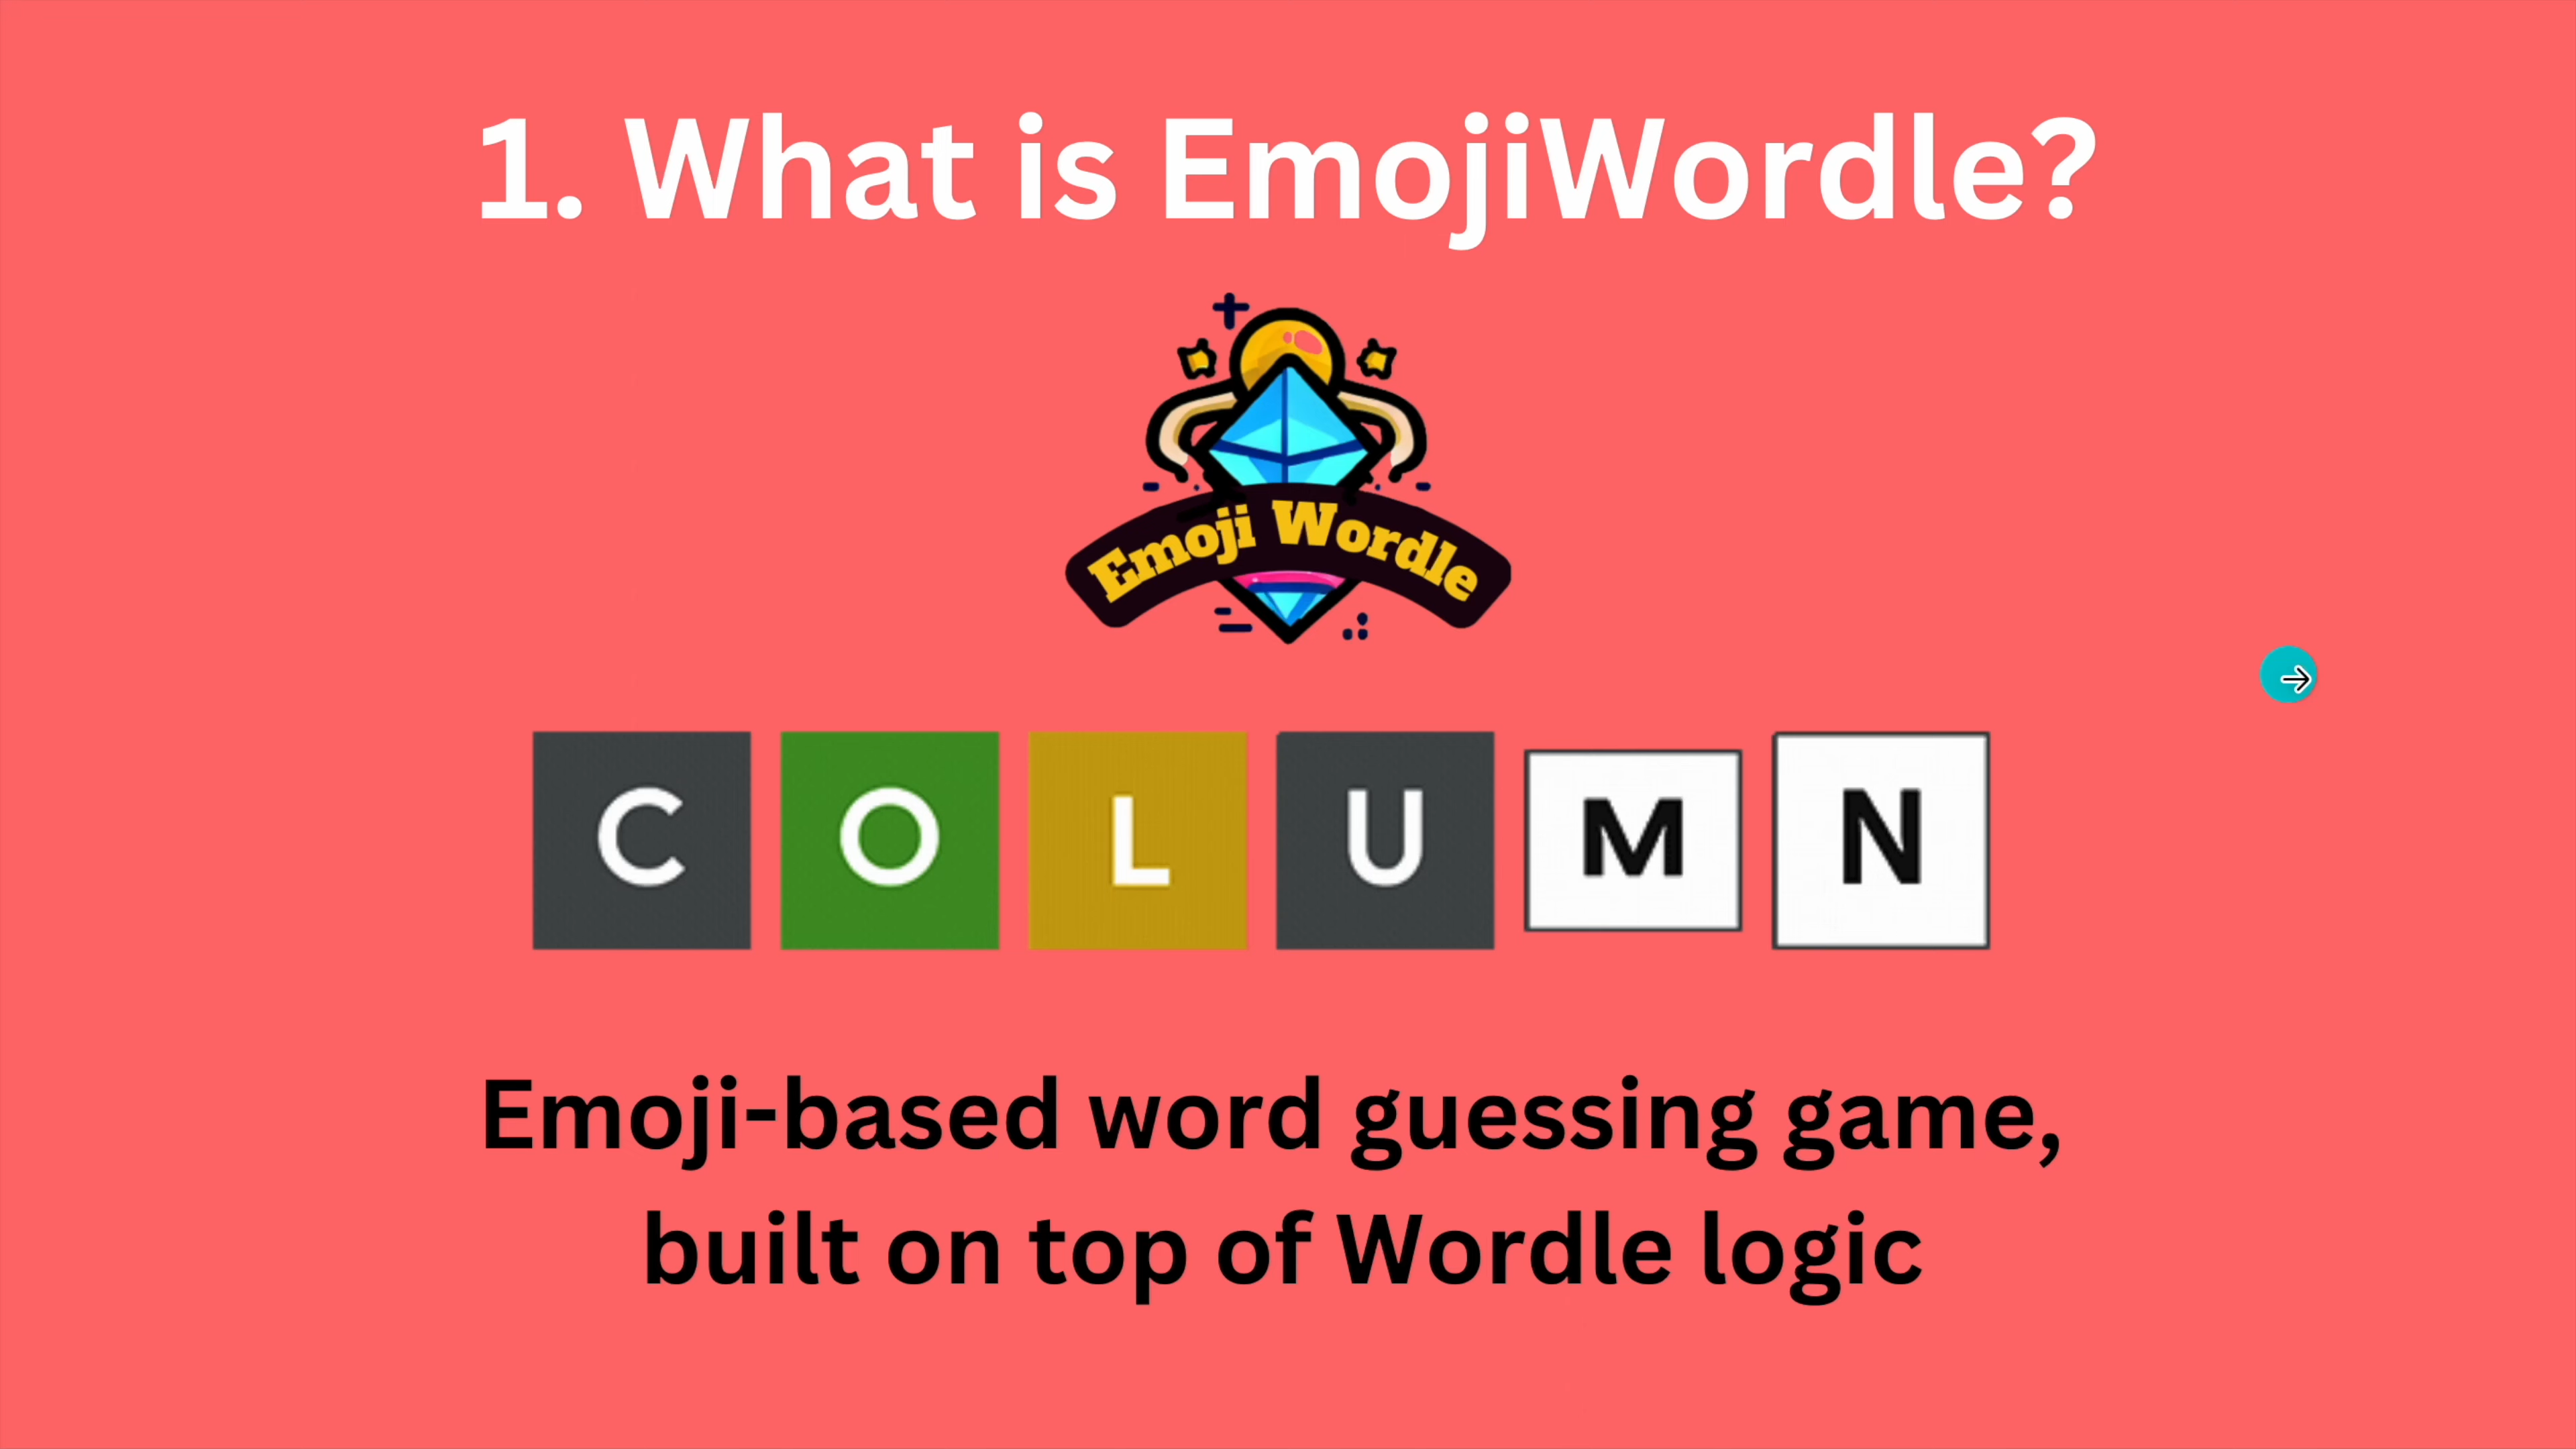 1. What is EmojiWordle?
Emoji Wordle
C O L U M N
Emoji-based word guessing game,
built on top of Wordle logic